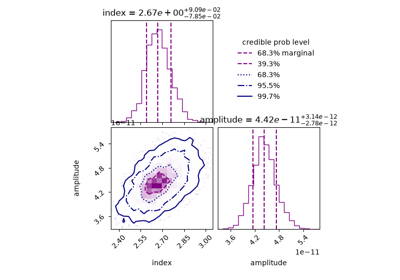 index = 2.67e + 00 +9.09e−02 −7.85e−02
credible prob level
68.3% marginal
39.3%
68.3%
95.5%
99.7%
1e−11
amplitude = 4.42e − 11 +3.14e−12 −2.78e−12
5.4
4.8
4.2
3.6
amplitude
2.40
2.55
2.70
2.85
3.00
index
3.6
4.2
4.8
5.4
1e−11
amplitude